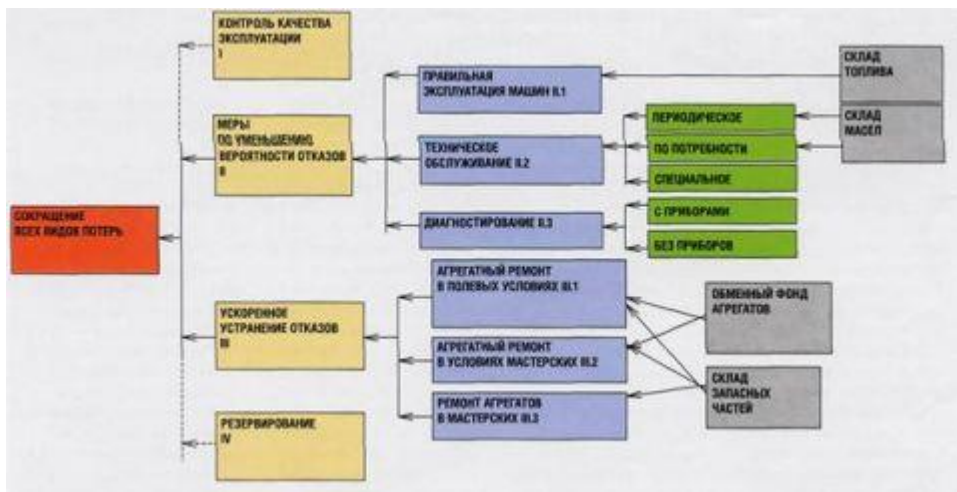 КОНТРОЛЬ КАЧЕСТВА
ЭКСПЛУАТАЦИИ
I
МЕРЫ
ПО УМЕНЬШЕНИЮ
ВЕРОЯТНОСТИ ОТКАЗОВ
II
СОКРАЩЕНИЕ
ВСЕХ ВИДОВ ПОТЕРЬ
УСКОРЕННОЕ
УСТРАНЕНИЕ ОТКАЗОВ
III
РЕЗЕРВИРОВАНИЕ
IV
ПРАВИЛЬНАЯ
ЭКСПЛУАТАЦИЯ МАШИН II.1
ТЕХНИЧЕСКОЕ
ОБСЛУЖИВАНИЕ II.2
ДИАГНОСТИРОВАНИЕ II.3
АГРЕГАТНЫЙ РЕМОНТ
В ПОЛЕВЫХ УСЛОВИЯХ III.1
АГРЕГАТНЫЙ РЕМОНТ
В УСЛОВИЯХ МАСТЕРСКИХ III.2
РЕМОНТ АГРЕГАТОВ
В МАСТЕРСКИХ III.3
ПЕРИОДИЧЕСКОЕ
ПО ПОТРЕБНОСТИ
СПЕЦИАЛЬНОЕ
С ПРИБОРАМИ
БЕЗ ПРИБОРОВ
СКЛАД
ТОПЛИВА
СКЛАД
МАСЕЛ
ОБМЕННЫЙ ФОНД
АГРЕГАТОВ
СКЛАД
ЗАПАСНЫХ
ЧАСТЕЙ